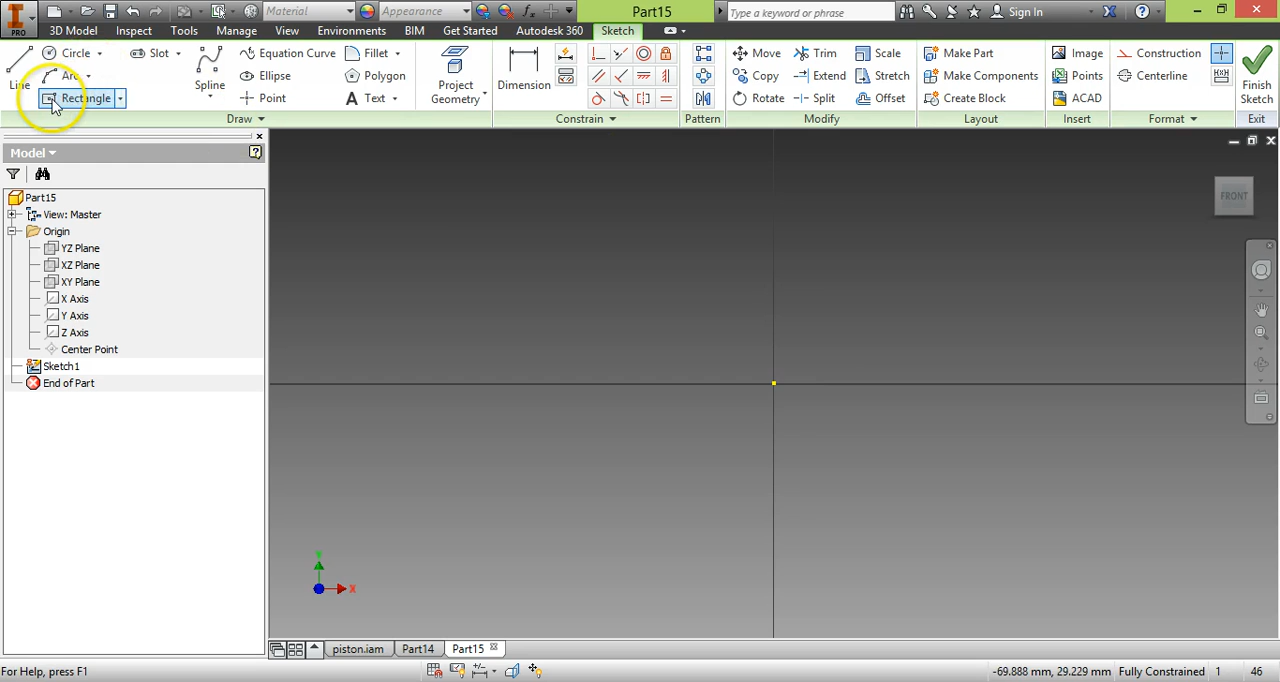 Material
Appearance
Part15
Type a keyword or phrase
Sign In
PRO
3D Model
Inspect
Tools
Manage
View
Environments
BIM
Get Started
Autodesk 360
Sketch
Line
Circle
Arc
Rectangle
Slot
Spline
Equation Curve
Ellipse
Point
Fillet
Polygon
Text
Project Geometry
Dimension
Move
Copy
Rotate
Trim
Extend
Split
Scale
Stretch
Offset
Make Part
Make Components
Create Block
Image
Points
ACAD
Construction
Centerline
Finish Sketch
Draw
Constrain
Pattern
Modify
Layout
Insert
Format
Exit
Model
Part15
View: Master
Origin
YZ Plane
XZ Plane
XY Plane
X Axis
Y Axis
Z Axis
Center Point
Sketch1
End of Part
FRONT
Y
X
piston.iam
Part14
Part15
For Help, press F1
-69.888 mm, 29.229 mm
Fully Constrained
1
46